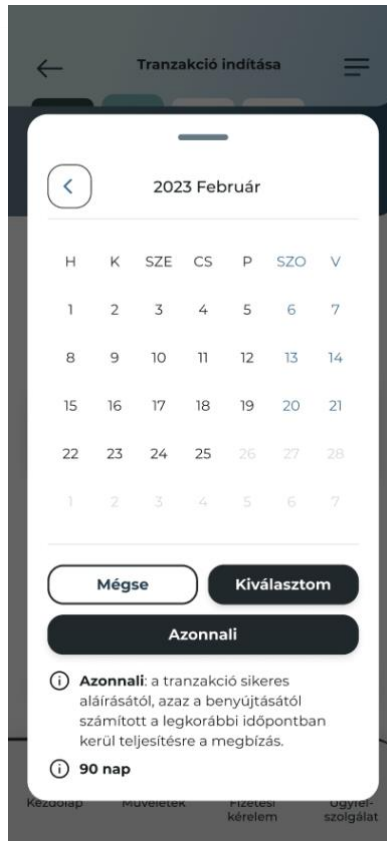 Tranzakció indítása
2023 Február
H K SZE CS P SZO V
1 2 3 4 5 6 7
8 9 10 11 12 13 14
15 16 17 18 19 20 21
22 23 24 25 26 27 28
1 2 3 4 5 6 7
Mégse Kiválasztom
Azonnali
Azonnali: a tranzakció sikeres
aláírásától, azaz a benyújtásától
számított a legkorábbi időpontban
kerül teljesítésre a megbízás.
90 nap
Kezdőlap Műveletek Fizetési Ügyfél-
kérelem szolgálat